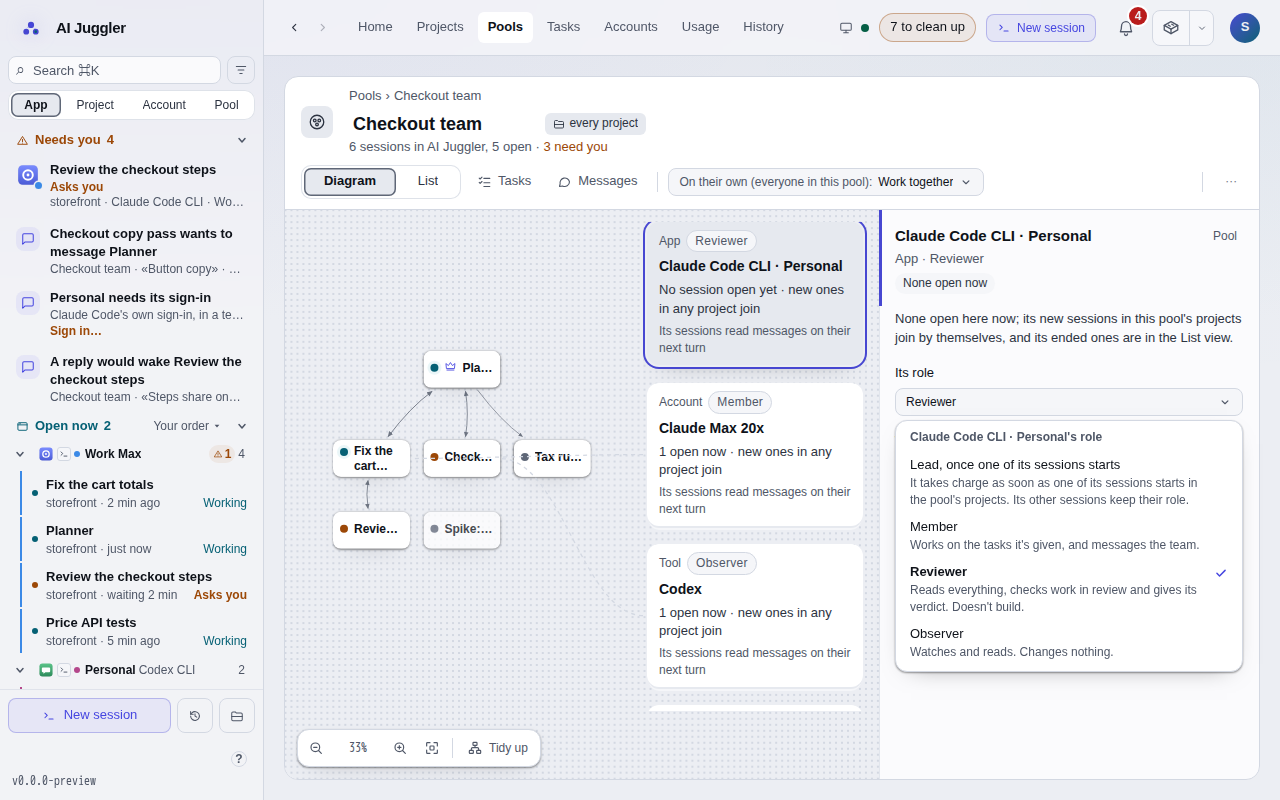 AI Juggler
Search ⌘K
App
Project
Account
Pool
Needs you 4
Review the checkout steps
Asks you
storefront · Claude Code CLI · Wo…
Checkout copy pass wants to
message Planner
Checkout team · «Button copy» · …
Personal needs its sign-in
Claude Code's own sign-in, in a te…
Sign in…
A reply would wake Review the
checkout steps
Checkout team · «Steps share on…
Open now 2
Your order
Work Max
1 4
Fix the cart totals
storefront · 2 min ago
Working
Planner
storefront · just now
Working
Review the checkout steps
storefront · waiting 2 min
Asks you
Price API tests
storefront · 5 min ago
Working
Personal Codex CLI
2
New session
?
v0.0.0-preview
Home
Projects
Pools
Tasks
Accounts
Usage
History
7 to clean up
New session
4
S
Pools › Checkout team
Checkout team
every project
6 sessions in AI Juggler, 5 open · 3 need you
Diagram
List
Tasks
Messages
On their own (everyone in this pool): Work together
…
Pla…
Fix the
cart…
Check…
Tax ru…
Revie…
Spike:…
App Reviewer
Claude Code CLI · Personal
No session open yet · new ones
in any project join
Its sessions read messages on their
next turn
Account Member
Claude Max 20x
1 open now · new ones in any
project join
Its sessions read messages on their
next turn
Tool Observer
Codex
1 open now · new ones in any
project join
Its sessions read messages on their
next turn
33%
Tidy up
Claude Code CLI · Personal
Pool
App · Reviewer
None open now
None open here now; its new sessions in this pool's projects
join by themselves, and its ended ones are in the List view.
Its role
Reviewer
Claude Code CLI · Personal's role
Lead, once one of its sessions starts
It takes charge as soon as one of its sessions starts in
the pool's projects. Its other sessions keep their role.
Member
Works on the tasks it's given, and messages the team.
Reviewer
Reads everything, checks work in review and gives its
verdict. Doesn't build.
Observer
Watches and reads. Changes nothing.